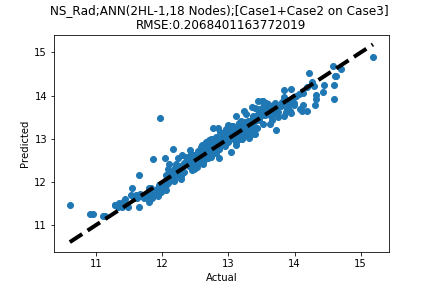 NS_Rad;ANN(2HL-1,18 Nodes);[Case1+Case2 on Case3]
RMSE:0.2068401163772019
15
14
13
12
11
Predicted
11
12
13
14
15
Actual